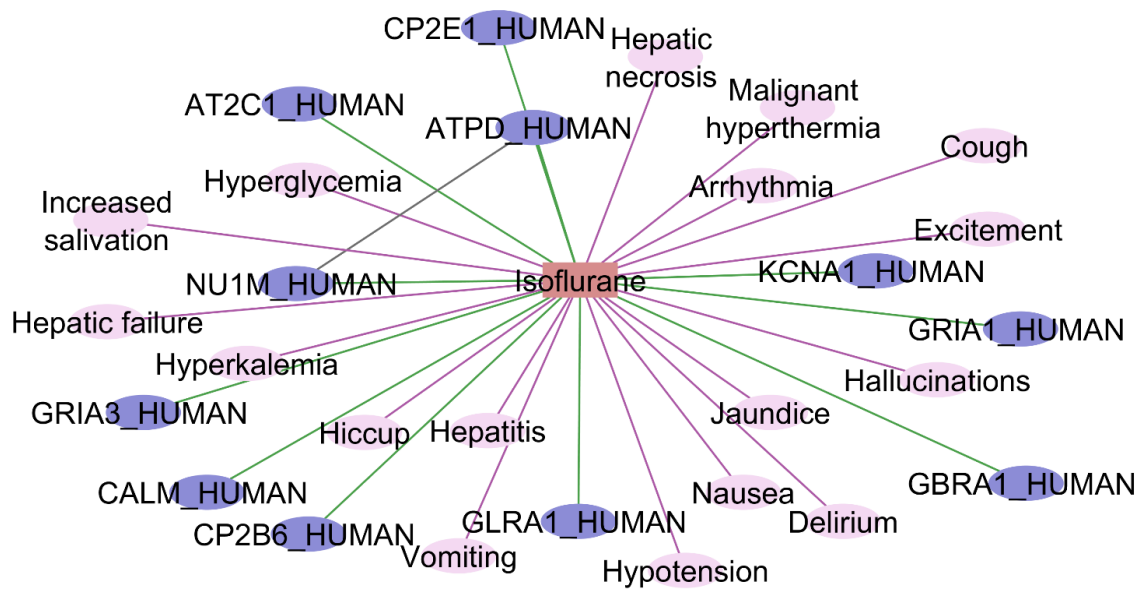 CP2E1_HUMAN
Hepatic
necrosis
AT2C1_HUMAN
Malignant
hyperthermia
ATPD_HUMAN
Cough
Hyperglycemia
Arrhythmia
Increased
salivation
Excitement
NU1M_HUMAN
Isoflurane
KCNA1_HUMAN
Hepatic failure
GRIA1_HUMAN
Hyperkalemia
Hallucinations
GRIA3_HUMAN
Hiccup
Hepatitis
Jaundice
CALM_HUMAN
Nausea
GBRA1_HUMAN
CP2B6_HUMAN
GLRA1_HUMAN
Delirium
Vomiting
Hypotension